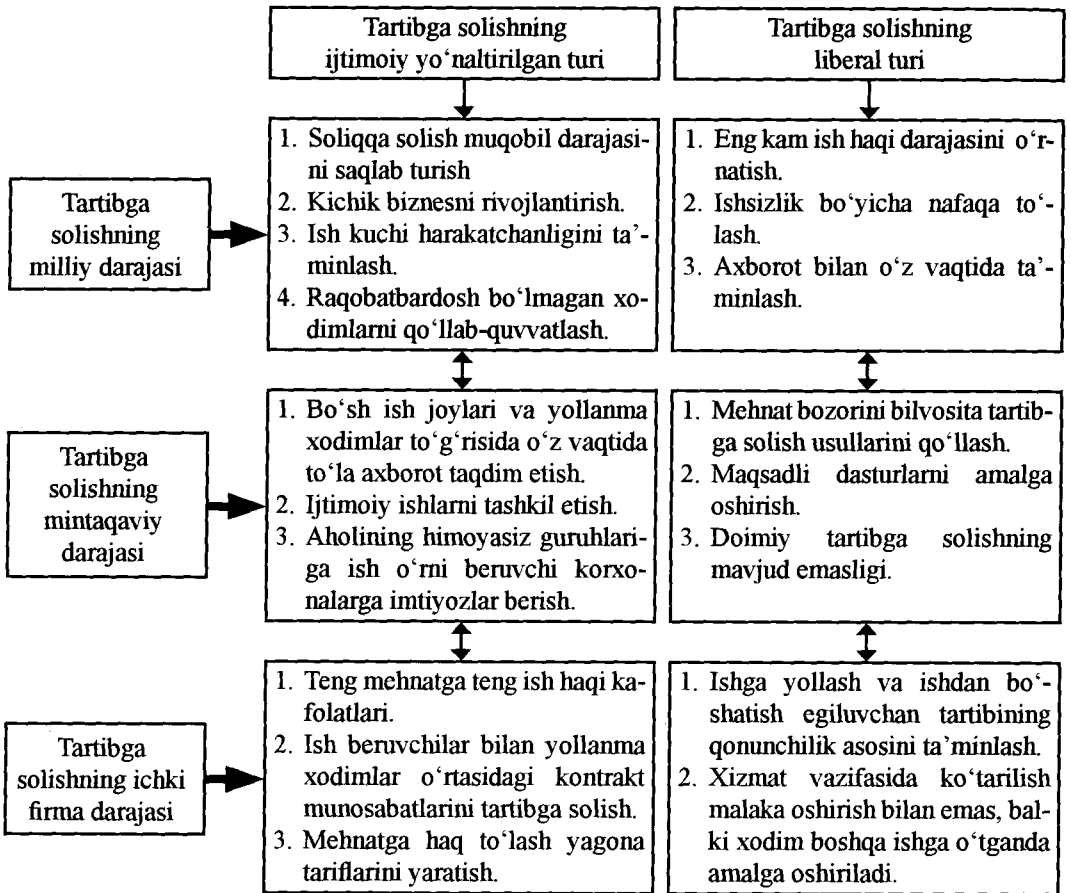 Tartibga solishning
ijtimoiy yo‘naltirilgan turi
Tartibga solishning
liberal turi
Tartibga
solishning
milliy darajasi
1. Soliqqa solish muqobil darajasi-
ni saqlab turish
2. Kichik biznesni rivojlantirish.
3. Ish kuchi harakatchanligini ta’-
minlash.
4. Raqobatbardosh bo‘lmagan xo-
dimlarni qo‘llab-quvvatlash.
1. Eng kam ish haqi darajasini o‘r-
natish.
2. Ishsizlik bo‘yicha nafaqa to‘-
lash.
3. Axborot bilan o‘z vaqtida ta’-
minlash.
Tartibga
solishning
mintaqaviy
darajasi
1. Bo‘sh ish joylari va yollanma
xodimlar to‘g‘risida o‘z vaqtida
to‘la axborot taqdim etish.
2. Ijtimoiy ishlarni tashkil etish.
3. Aholining himoyasiz guruhlari-
ga ish o‘rni beruvchi korxo-
nalarga imtiyozlar berish.
1. Mehnat bozorini bilvosita tartib-
ga solish usullarini qo‘llash.
2. Maqsadli dasturlarni amalga
oshirish.
3. Doimiy tartibga solishning
mavjud emasligi.
Tartibga
solishning ichki
firma darajasi
1. Teng mehnatga teng ish haqi ka-
folatlari.
2. Ish beruvchilar bilan yollanma
xodimlar o‘rtasidagi kontrakt
munosabatlarini tartibga solish.
3. Mehnatga haq to‘lash yagona
tariflarini yaratish.
1. Ishga yollash va ishdan bo‘-
shatish egiluvchan tartibining
qonunchilik asosini ta’minlash.
2. Xizmat vazifasida ko‘tarilish
malaka oshirish bilan emas, bal-
ki xodim boshqa ishga o‘tganda
amalga oshiriladi.